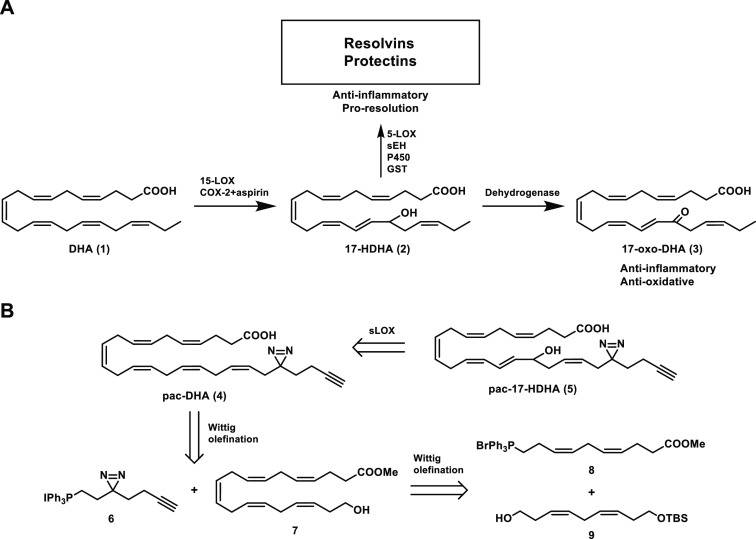 A
Resolvins
Protectins
Anti-inflammatory
Pro-resolution
5-LOX
sEH
P450
GST
15-LOX
COX-2+aspirin
Dehydrogenase
COOH
COOH
OH
COOH
O
DHA (1)
17-HDHA (2)
17-oxo-DHA (3)
Anti-inflammatory
Anti-oxidative
B
COOH
N=N
sLOX
COOH
OH
N=N
pac-DHA (4)
pac-17-HDHA (5)
Wittig
olefination
N=N
IPh3P
6
+
COOMe
OH
7
Wittig
olefination
BrPh3P
COOMe
8
+
HO
OTBS
9